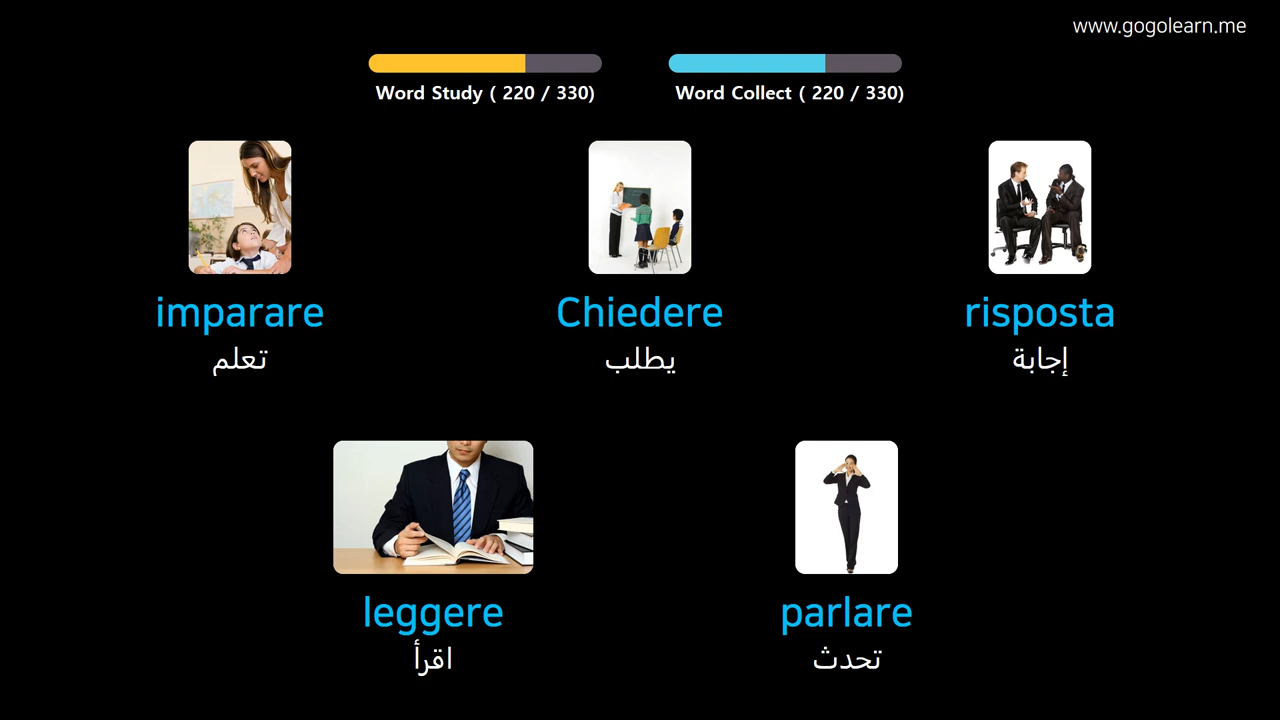 www.gogolearn.me
Word Study ( 220 / 330)
Word Collect ( 220 / 330)
imparare
تعلم
Chiedere
يطلب
risposta
إجابة
leggere
اقرأ
parlare
تحدث